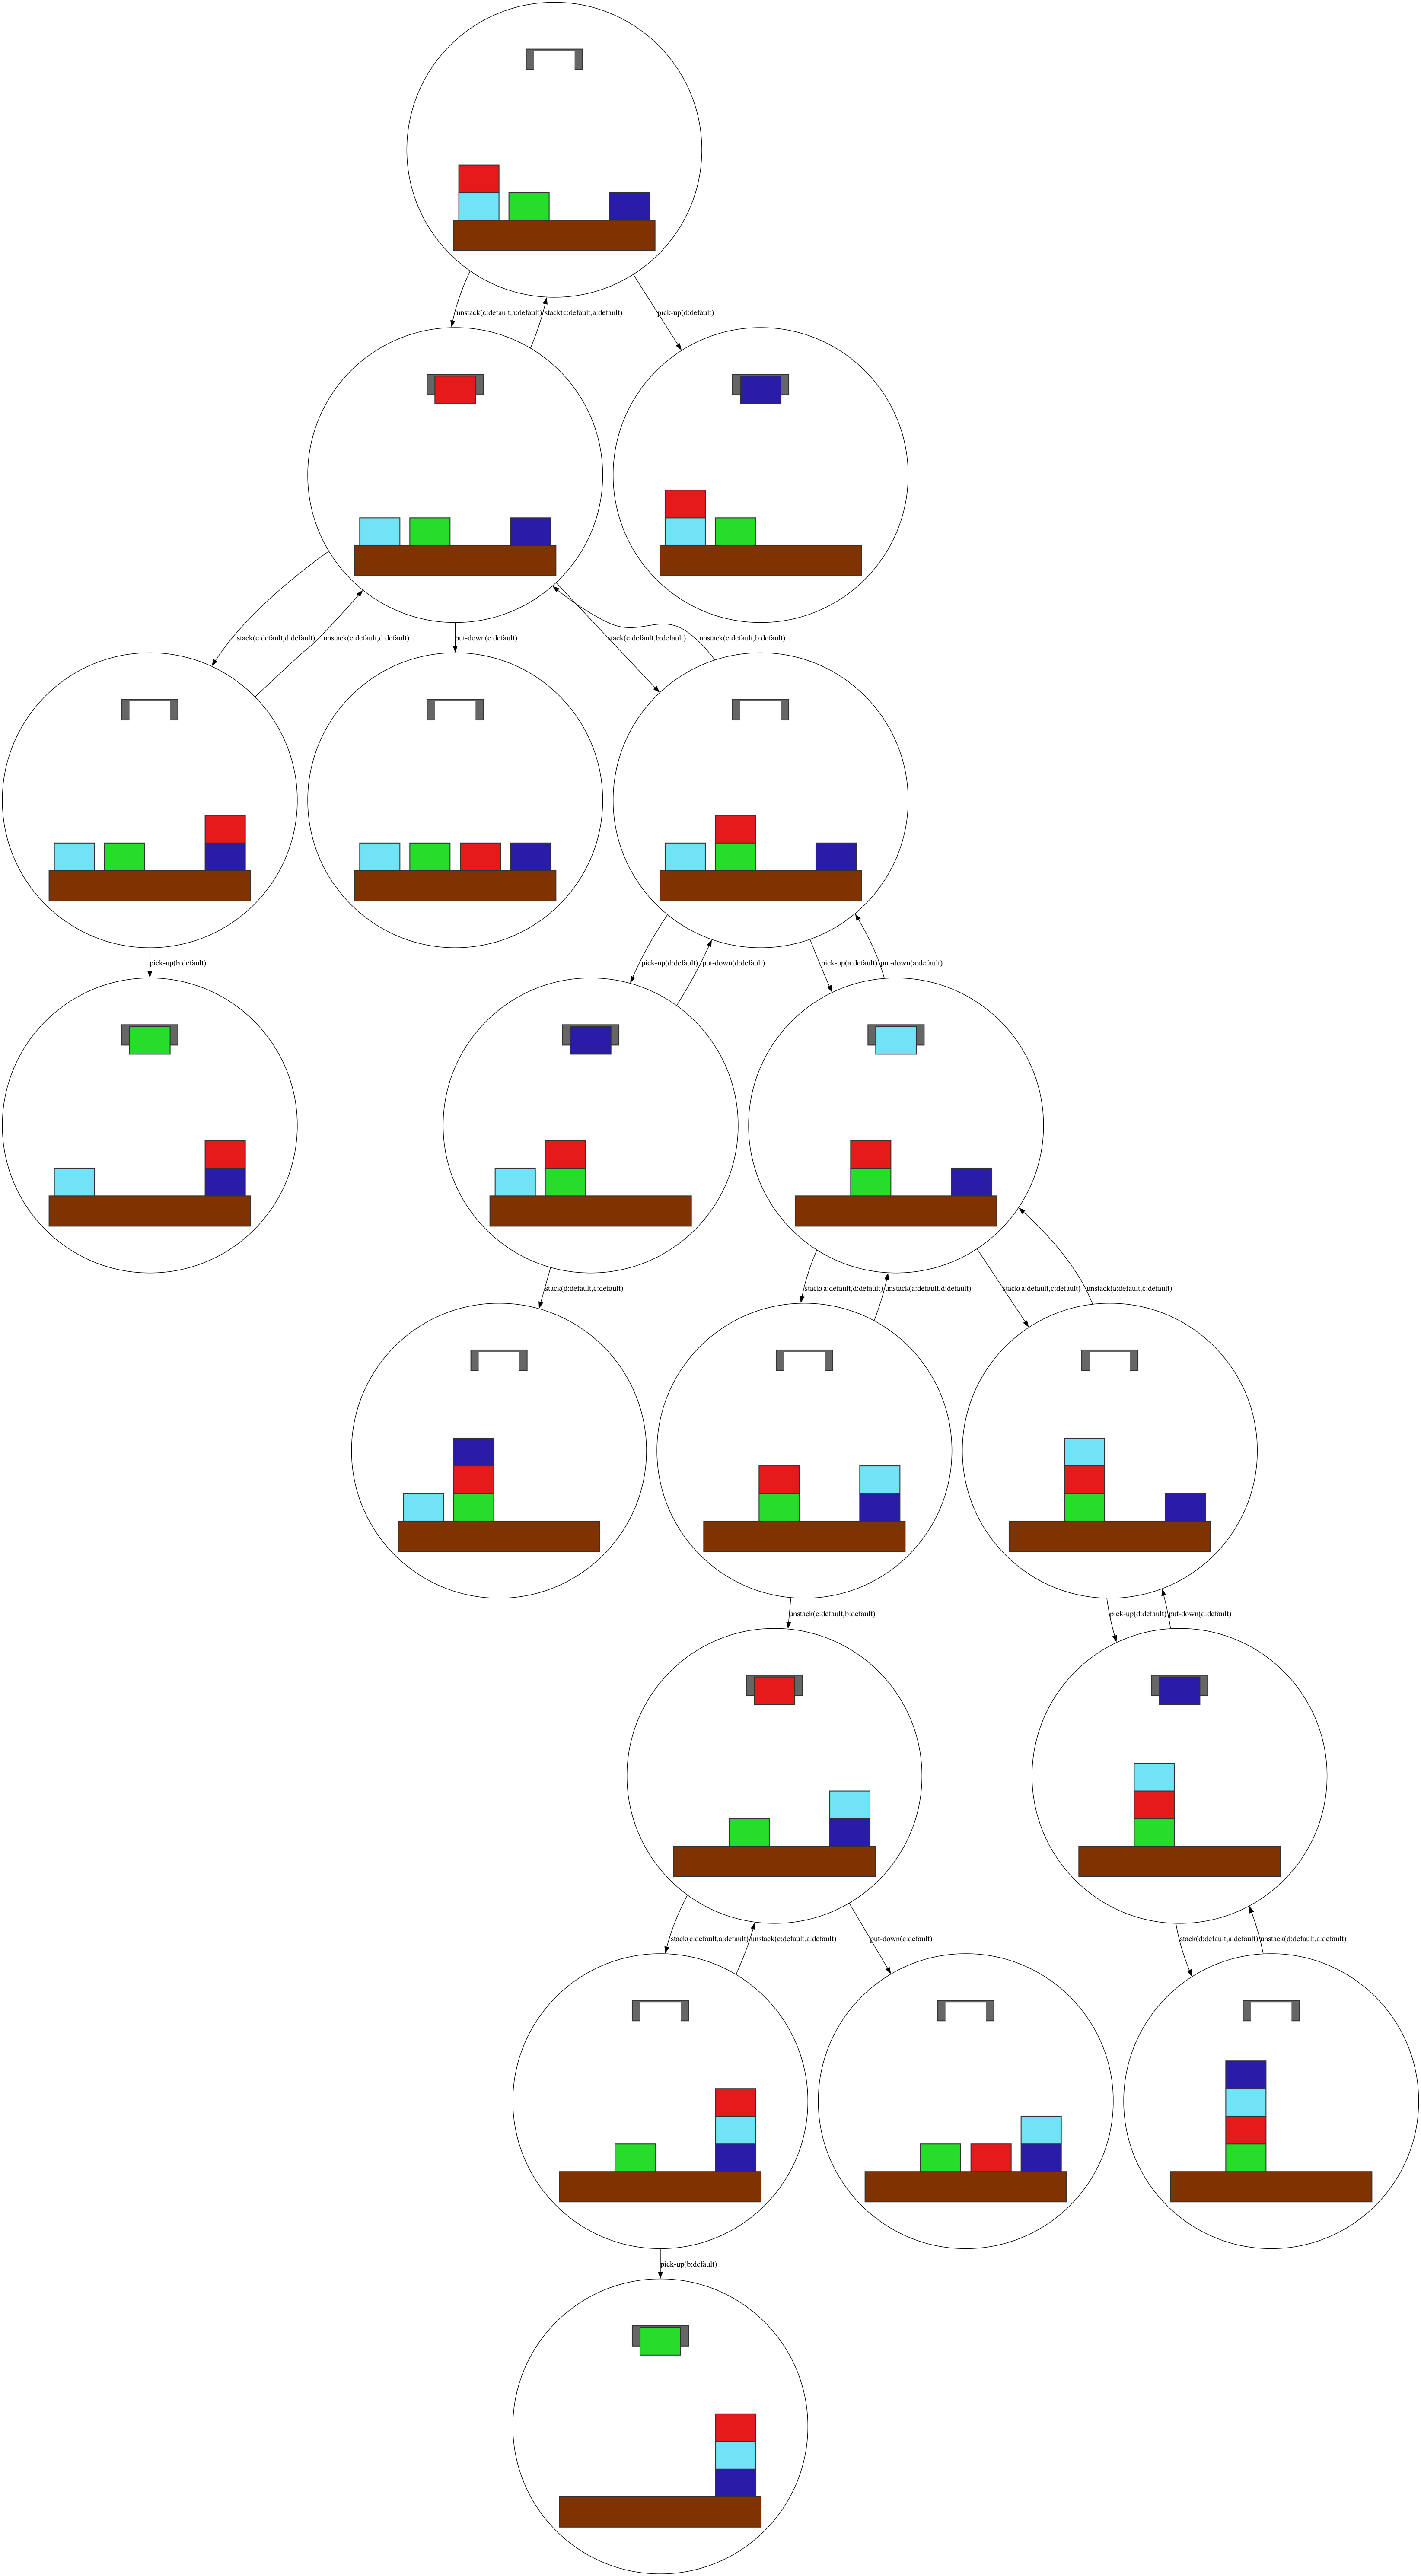 unstack(c:default,a:default)
stack(c:default,a:default)
pick-up(d:default)
stack(c:default,d:default)
unstack(c:default,d:default)
put-down(c:default)
stack(c:default,b:default)
unstack(c:default,b:default)
pick-up(b:default)
pick-up(d:default)
put-down(d:default)
pick-up(a:default)
put-down(a:default)
stack(d:default,c:default)
stack(a:default,d:default)
unstack(a:default,d:default)
stack(a:default,c:default)
unstack(a:default,c:default)
unstack(c:default,b:default)
pick-up(d:default)
put-down(d:default)
stack(c:default,a:default)
unstack(c:default,a:default)
put-down(c:default)
stack(d:default,a:default)
unstack(d:default,a:default)
pick-up(b:default)